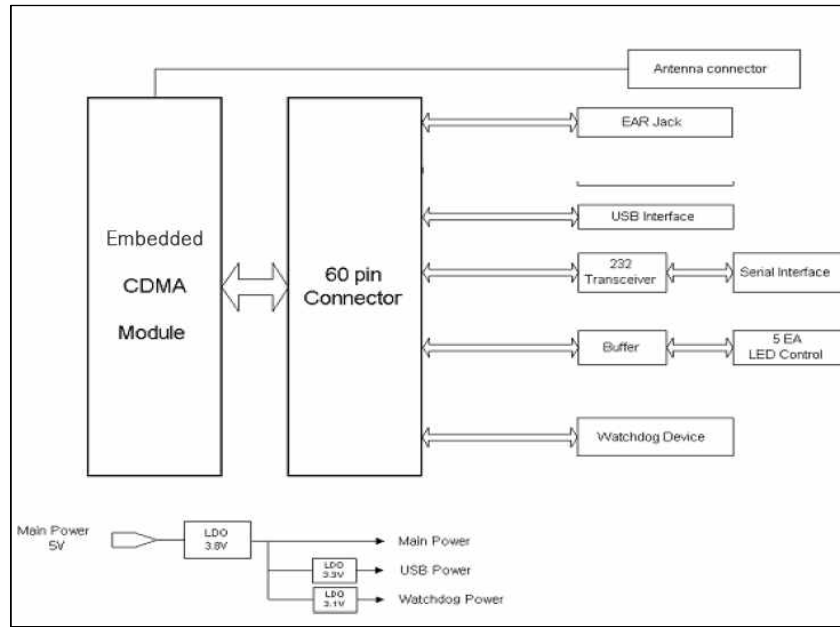 Antenna connector
EAR Jack
USB Interface
Embedded
CDMA
Module
60 pin
Connector
232
Transceiver
Serial Interface
Buffer
5 EA
LED Control
Watchdog Device
Main Power
5V
LDO
3.8V
Main Power
LDO
3.3V
USB Power
LDO
3.1V
Watchdog Power